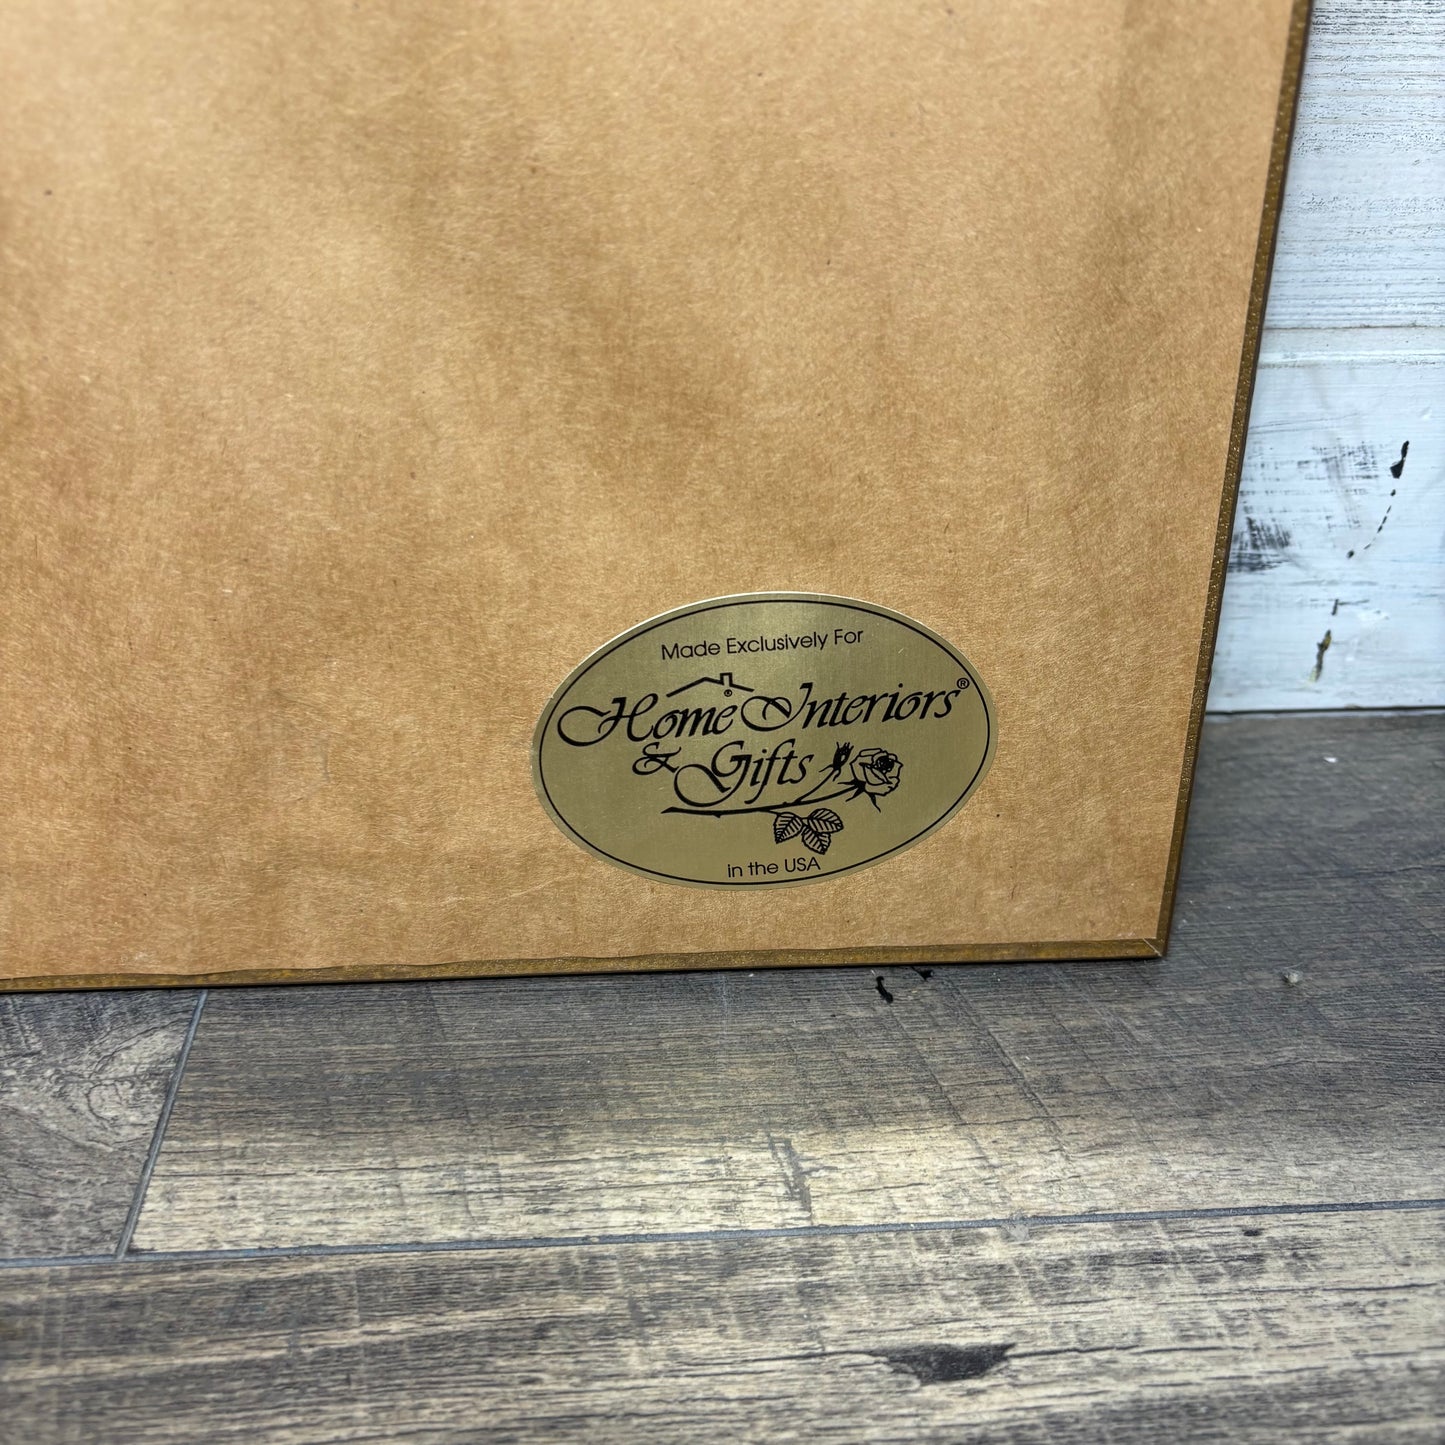 Made Exclusively For
Home Interiors®
& Gifts
in the USA